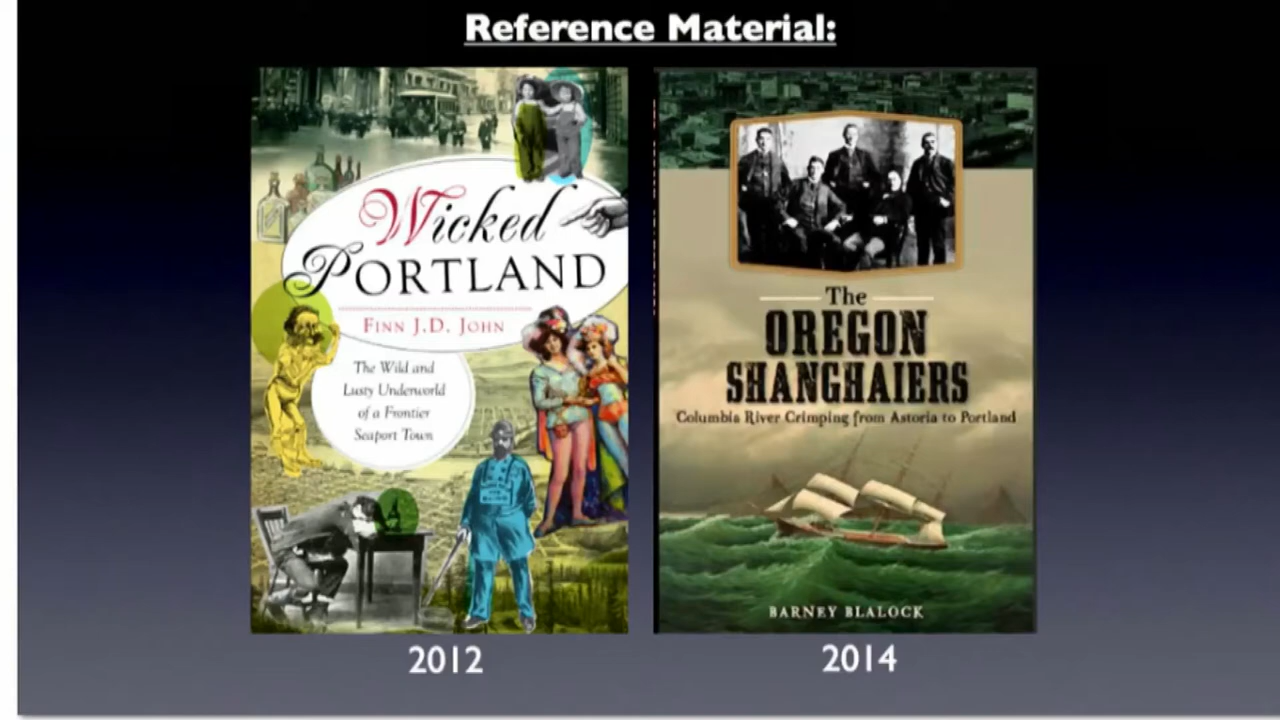 Reference Material:
Wicked
PORTLAND
FINN J.D. JOHN
The Wild and
Lusty Underworld
of a Frontier
Seaport Town
The
OREGON
SHANGHAIERS
Columbia River Crimping from Astoria to Portland
BARNEY BLALOCK
2012
2014